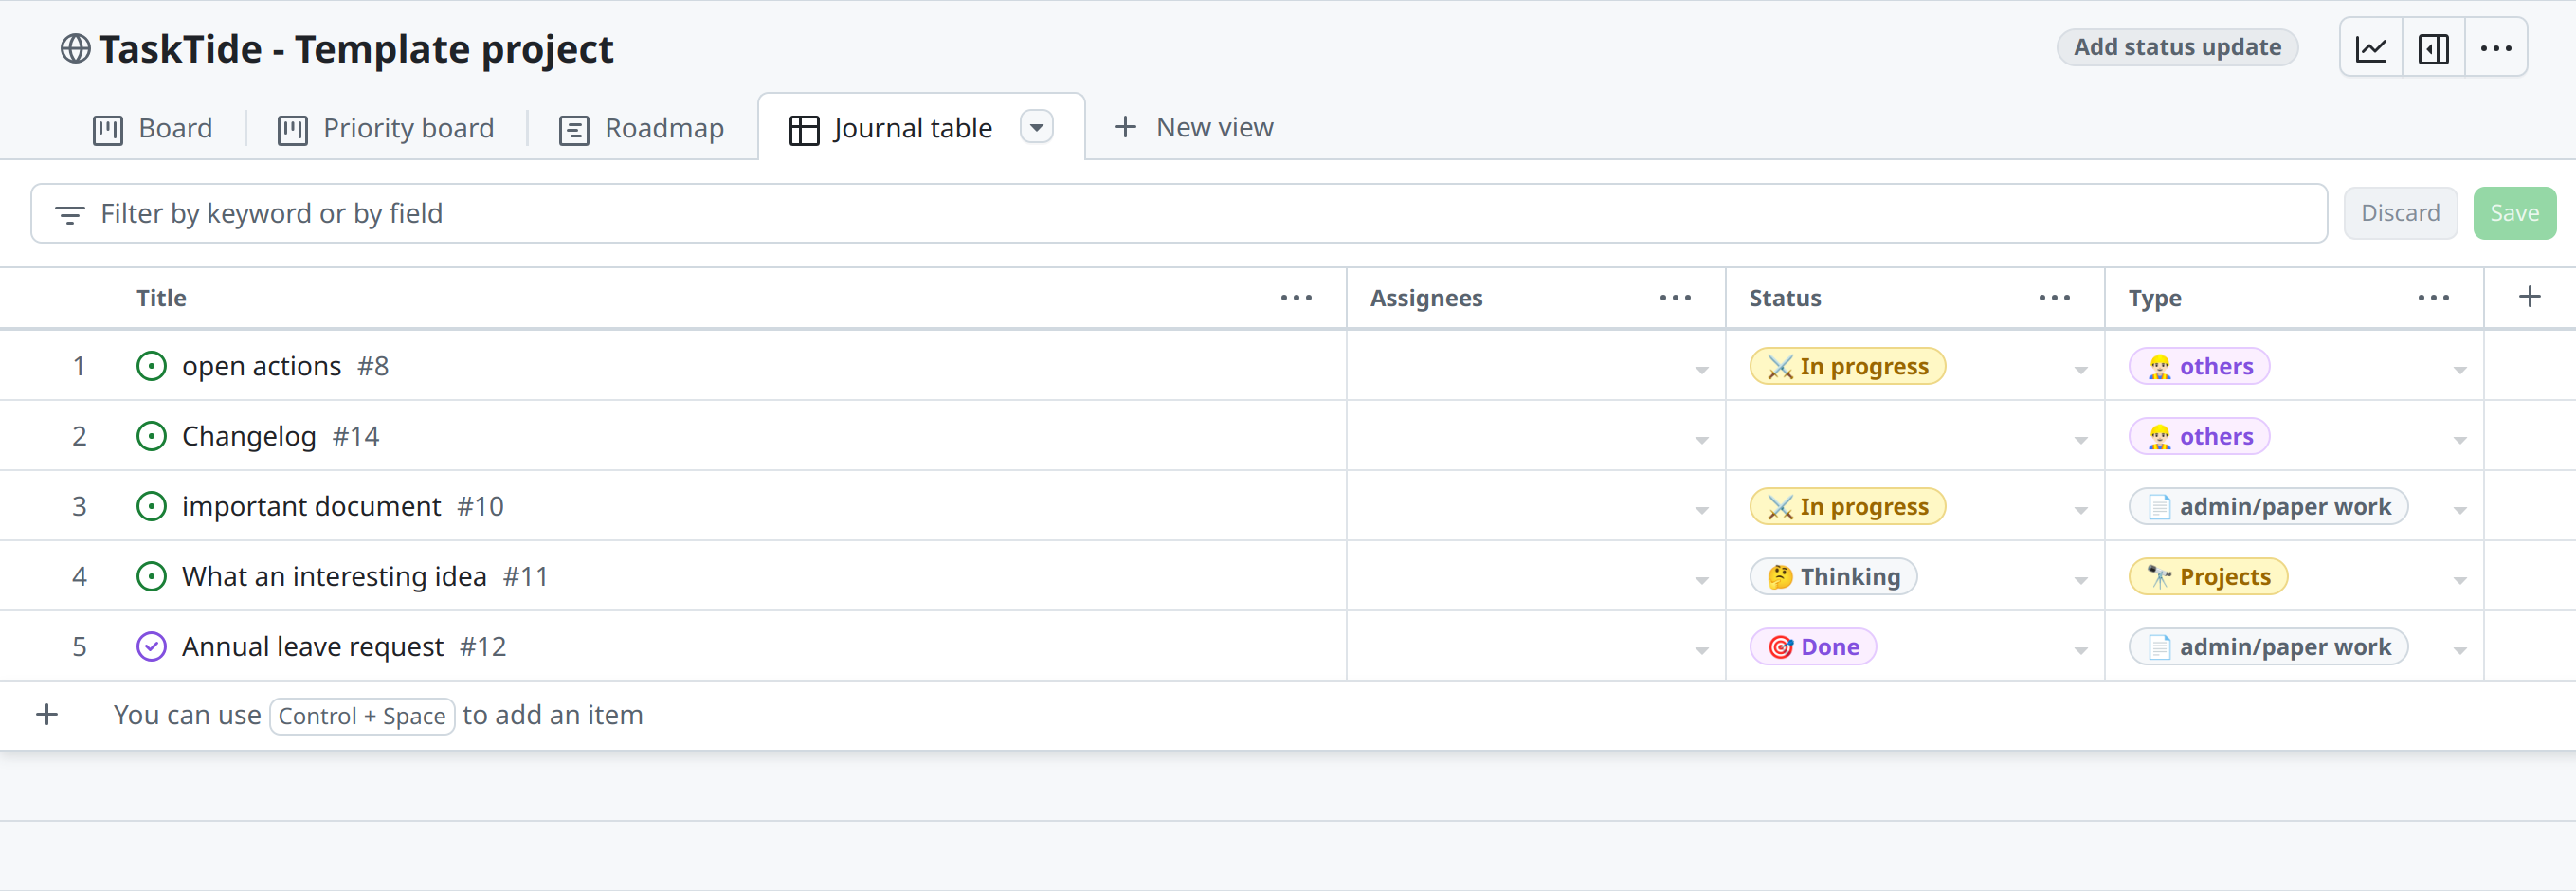 TaskTide - Template project
Add status update
Board
Priority board
Roadmap
Journal table
New view
Filter by keyword or by field
Discard
Save
Title
Assignees
Status
Type
1 open actions #8 In progress others
2 Changelog #14 others
3 important document #10 In progress admin/paper work
4 What an interesting idea #11 Thinking Projects
5 Annual leave request #12 Done admin/paper work
You can use Control + Space to add an item